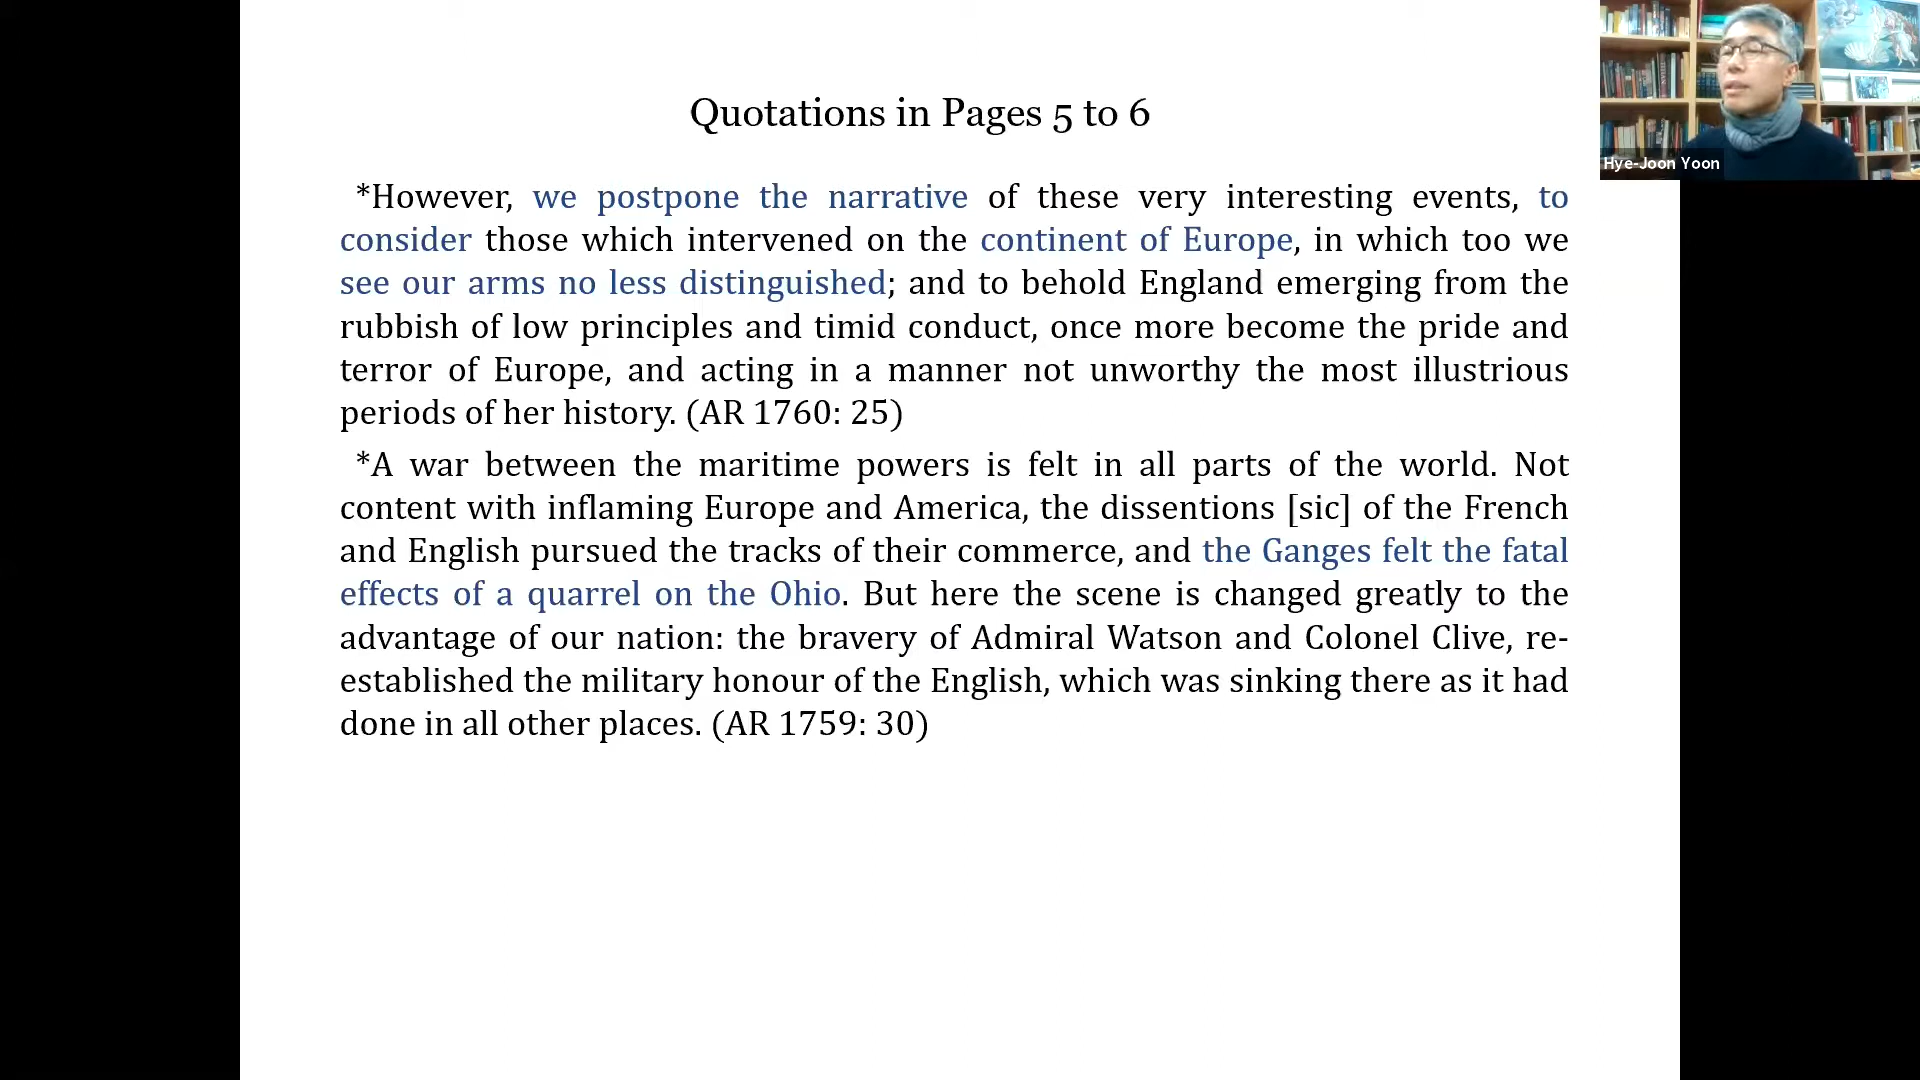 Quotations in Pages 5 to 6
Hye-Joon Yoon
*However, we postpone the narrative of these very interesting events, to
consider those which intervened on the continent of Europe, in which too we
see our arms no less distinguished; and to behold England emerging from the
rubbish of low principles and timid conduct, once more become the pride and
terror of Europe, and acting in a manner not unworthy the most illustrious
periods of her history. (AR 1760: 25)
*A war between the maritime powers is felt in all parts of the world. Not
content with inflaming Europe and America, the dissentions [sic] of the French
and English pursued the tracks of their commerce, and the Ganges felt the fatal
effects of a quarrel on the Ohio. But here the scene is changed greatly to the
advantage of our nation: the bravery of Admiral Watson and Colonel Clive, re-
established the military honour of the English, which was sinking there as it had
done in all other places. (AR 1759: 30)